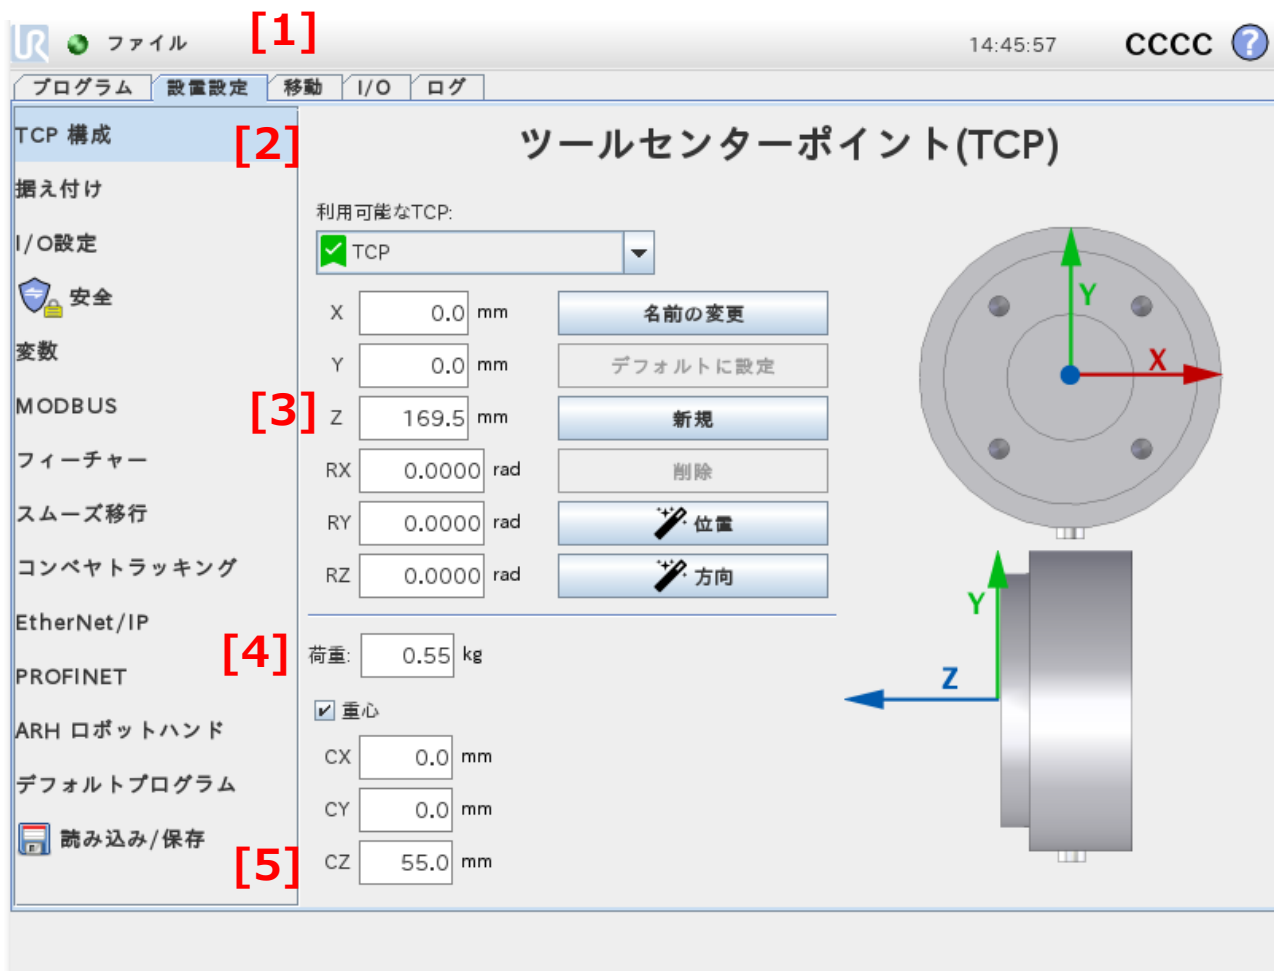 UR ファイル [1] 14:45:57 CCCC ?
プログラム 設置設定 移動 I/O ログ
TCP 構成 [2]
据え付け
I/O設定
安全
変数
MODBUS
フィーチャー
スムーズ移行
コンベヤトラッキング
EtherNet/IP
PROFINET
ARH ロボットハンド
デフォルトプログラム
読み込み/保存
ツールセンターポイント(TCP)
利用可能なTCP:
TCP
X 0.0 mm 名前の変更
Y 0.0 mm デフォルトに設定
[3] Z 169.5 mm 新規
RX 0.0000 rad 削除
RY 0.0000 rad 位置
RZ 0.0000 rad 方向
[4] 荷重: 0.55 kg
重心
CX 0.0 mm
CY 0.0 mm
[5] CZ 55.0 mm
Y
X
Y
Z